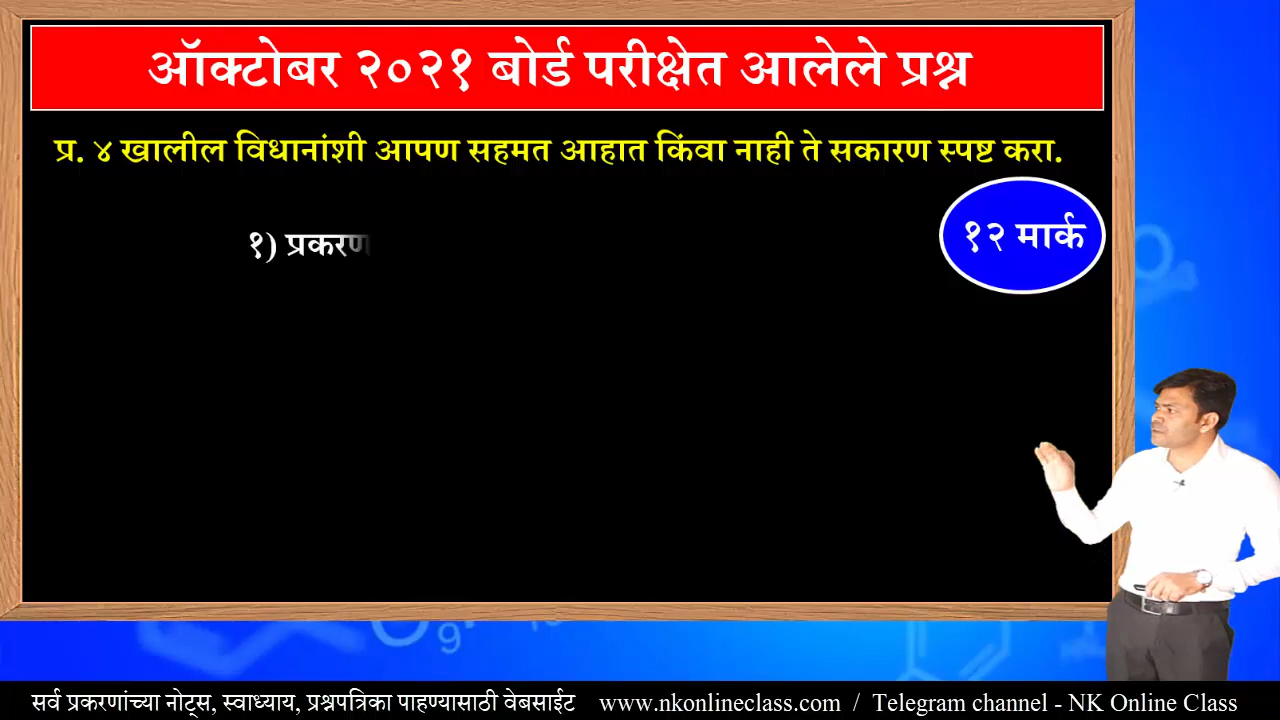 ऑक्टोबर २०२१ बोर्ड परीक्षेत आलेले प्रश्न
प्र. ४ खालील विधानांशी आपण सहमत आहात किंवा नाही ते सकारण स्पष्ट करा.
१२ मार्क
१) प्रकरण
सर्व प्रकरणांच्या नोट्स, स्वाध्याय, प्रश्नपत्रिका पाहण्यासाठी वेबसाईट www.nkonlineclass.com / Telegram channel - NK Online Class